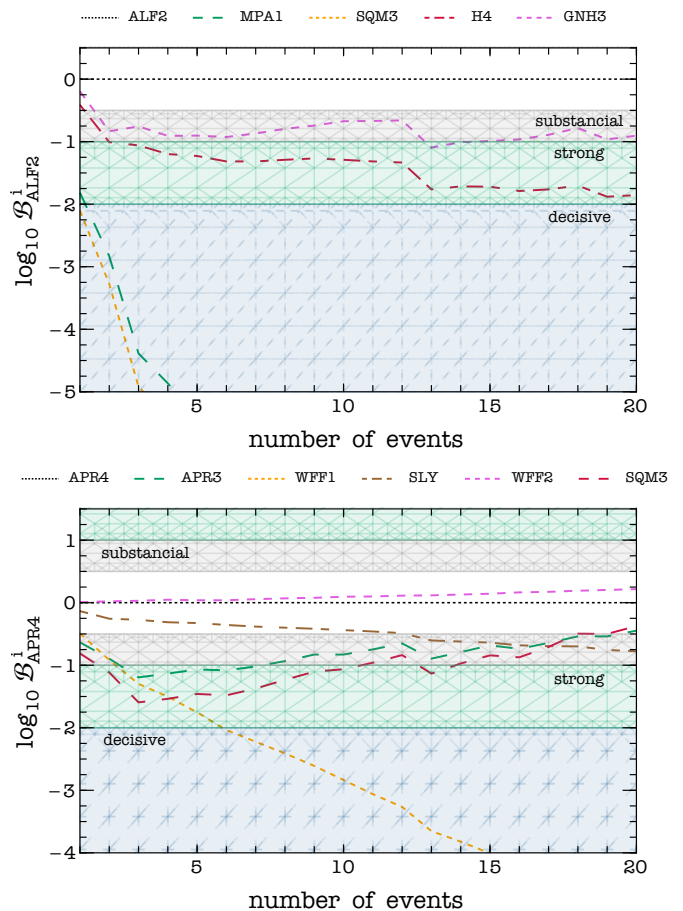 ALF2 MPA1 SQM3 H4 GNH3
0
substancial
−1
strong
−2
decisive
−3
−4
−5
5 10 15 20
log₁₀ ℬⁱ_ALF2
number of events
APR4 APR3 WFF1 SLY WFF2 SQM3
1
substancial
0
−1
strong
−2
decisive
−3
−4
5 10 15 20
log₁₀ ℬⁱ_APR4
number of events